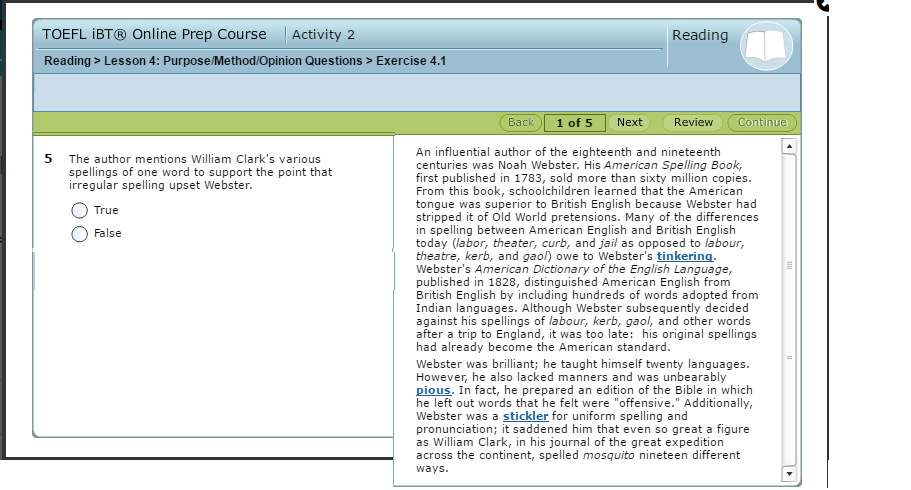 TOEFL iBT® Online Prep Course
Activity 2
Reading
Reading > Lesson 4: Purpose/Method/Opinion Questions > Exercise 4.1
Back
1 of 5
Next
Review
Continue
5
The author mentions William Clark's various
spellings of one word to support the point that
irregular spelling upset Webster.
True
False
An influential author of the eighteenth and nineteenth
centuries was Noah Webster. His American Spelling Book,
first published in 1783, sold more than sixty million copies.
From this book, schoolchildren learned that the American
tongue was superior to British English because Webster had
stripped it of Old World pretensions. Many of the differences
in spelling between American English and British English
today (labor, theater, curb, and jail as opposed to labour,
theatre, kerb, and gaol) owe to Webster's tinkering.
Webster's American Dictionary of the English Language,
published in 1828, distinguished American English from
British English by including hundreds of words adopted from
Indian languages. Although Webster subsequently decided
against his spellings of labour, kerb, gaol, and other words
after a trip to England, it was too late: his original spellings
had already become the American standard.
Webster was brilliant; he taught himself twenty languages.
However, he also lacked manners and was unbearably
pious. In fact, he prepared an edition of the Bible in which
he left out words that he felt were "offensive." Additionally,
Webster was a stickler for uniform spelling and
pronunciation; it saddened him that even so great a figure
as William Clark, in his journal of the great expedition
across the continent, spelled mosquito nineteen different
ways.